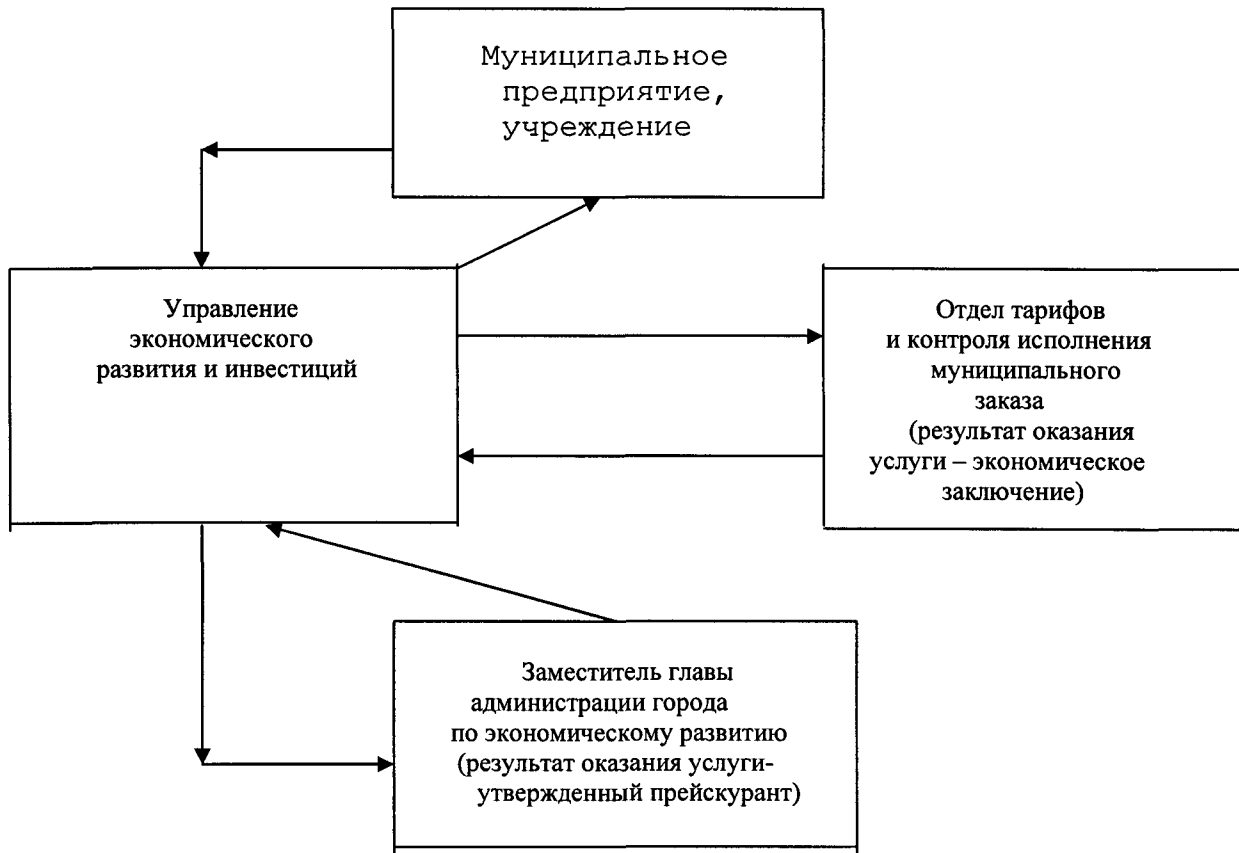 Муниципальное
предприятие,
учреждение
Управление
экономического
развития и инвестиций
Отдел тарифов
и контроля исполнения
муниципального
заказа
(результат оказания
услуги – экономическое
заключение)
Заместитель главы
администрации города
по экономическому развитию
(результат оказания услуги-
утвержденный прейскурант)